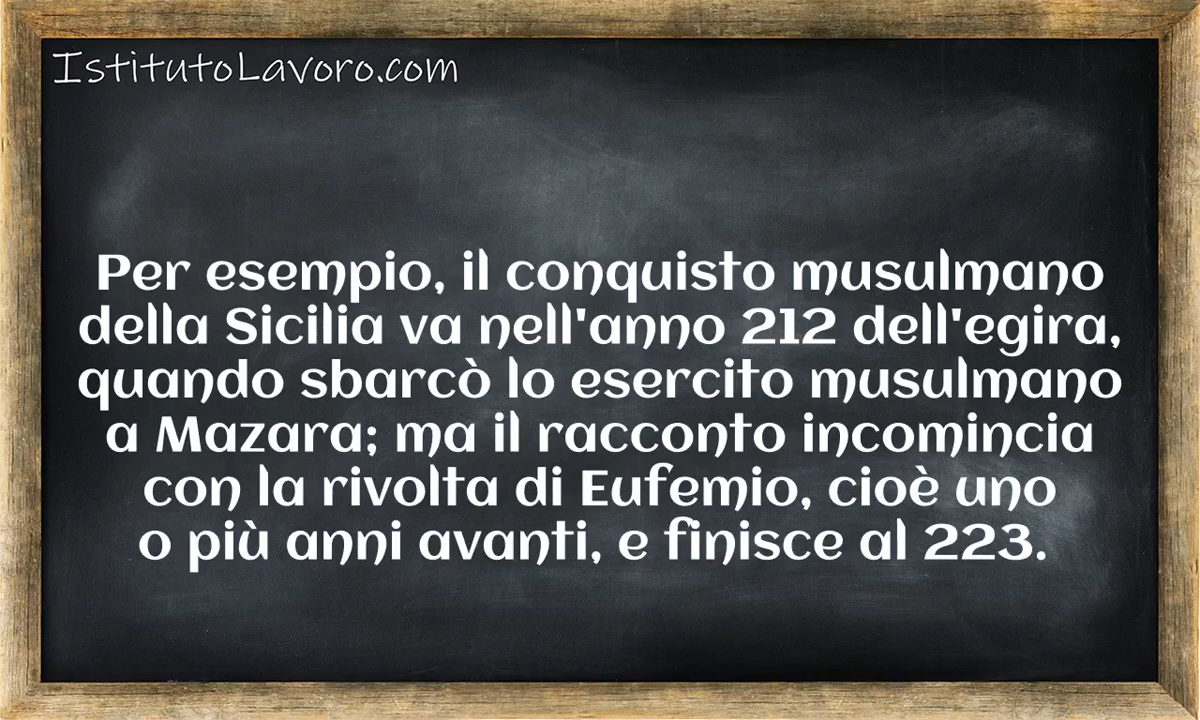 IstitutoLavoro.com
Per esempio, il conquisto musulmano
della Sicilia va nell'anno 212 dell'egira,
quando sbarcò lo esercito musulmano
a Mazara; ma il racconto incomincia
con la rivolta di Eufemio, cioè uno
o più anni avanti, e finisce al 223.